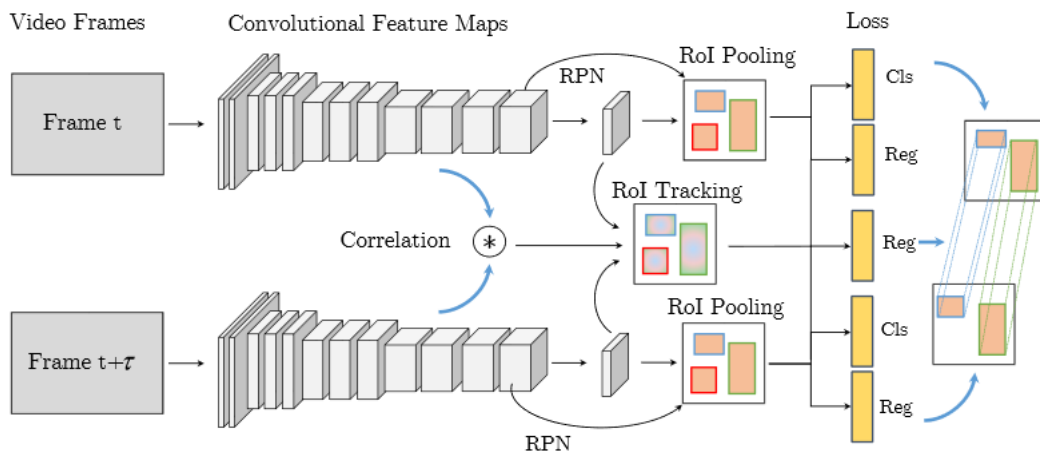 Video Frames
Convolutional Feature Maps
Loss
RoI Pooling
RPN
Cls
Frame t
Reg
RoI Tracking
Correlation
*
Reg
RoI Pooling
Cls
Frame t+τ
Reg
RPN